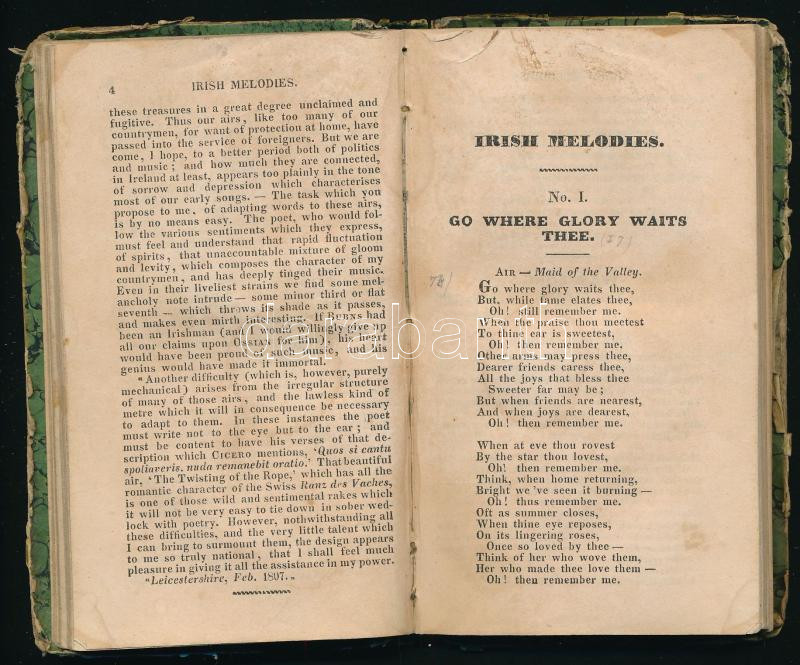 4 IRISH MELODIES.
these treasures in a great degree unclaimed and
fugitive. Thus our airs, like too many of our
countrymen, for want of protection at home, have
passed into the service of foreigners. But we are
come, I hope, to a better period both of politics
and music; and how much they are connected,
in Ireland at least, appears too plainly in the tone
of sorrow and depression which characterises
most of our early songs. — The task which you
propose to me, of adapting words to these airs,
is by no means easy. The poet, who would fol-
low the various sentiments which they express,
must feel and understand that rapid fluctuation
of spirits, that unaccountable mixture of gloom
and levity, which composes the character of my
countrymen, and has deeply tinged their music.
Even in their liveliest strains we find some mel-
ancholy note intrude — some minor third or flat
seventh — which throws its shade as it passes,
and makes even mirth interesting. If BURNS had
been an Irishman (and I would willingly give up
all our claims upon OSSIAN for him), his heart
would have been proud of such music, and his
genius would have made it immortal.
"Another difficulty (which is, however, purely
mechanical) arises from the irregular structure
of many of those airs, and the lawless kind of
metre which it will in consequence be necessary
to adapt to them. In these instances the poet
must write not to the eye but to the ear; and
must be content to have his verses of that de-
scription which CICERO mentions, 'Quos si cantu
spoliaveris, nuda remanebit oratio.' That beautiful
air, 'The Twisting of the Rope,' which has all the
romantic character of the Swiss Ranz des Vaches,
is one of those wild and sentimental rakes which
it will not be very easy to tie down in sober wed-
lock with poetry. However, nothwithstanding all
these difficulties, and the very little talent which
I can bring to surmount them, the design appears
to me so truly national, that I shall feel much
pleasure in giving it all the assistance in my power.
"Leicestershire, Feb. 1807.„
IRISH MELODIES.
No. I.
GO WHERE GLORY WAITS
THEE.
AIR — Maid of the Valley.
Go where glory waits thee,
But, while fame elates thee,
Oh! still remember me.
When the praise thou meetest
To thine ear is sweetest,
Oh! then remember me.
Other arms may press thee,
Dearer friends caress thee,
All the joys that bless thee
Sweeter far may be;
But when friends are nearest,
And when joys are dearest,
Oh! then remember me.
When at eve thou rovest
By the star thou lovest,
Oh! then remember me.
Think, when home returning,
Bright we've seen it burning —
Oh! thus remember me.
Oft as summer closes,
When thine eye reposes,
On its lingering roses,
Once so loved by thee —
Think of her who wove them,
Her who made thee love them —
Oh! then remember me.
darabanth